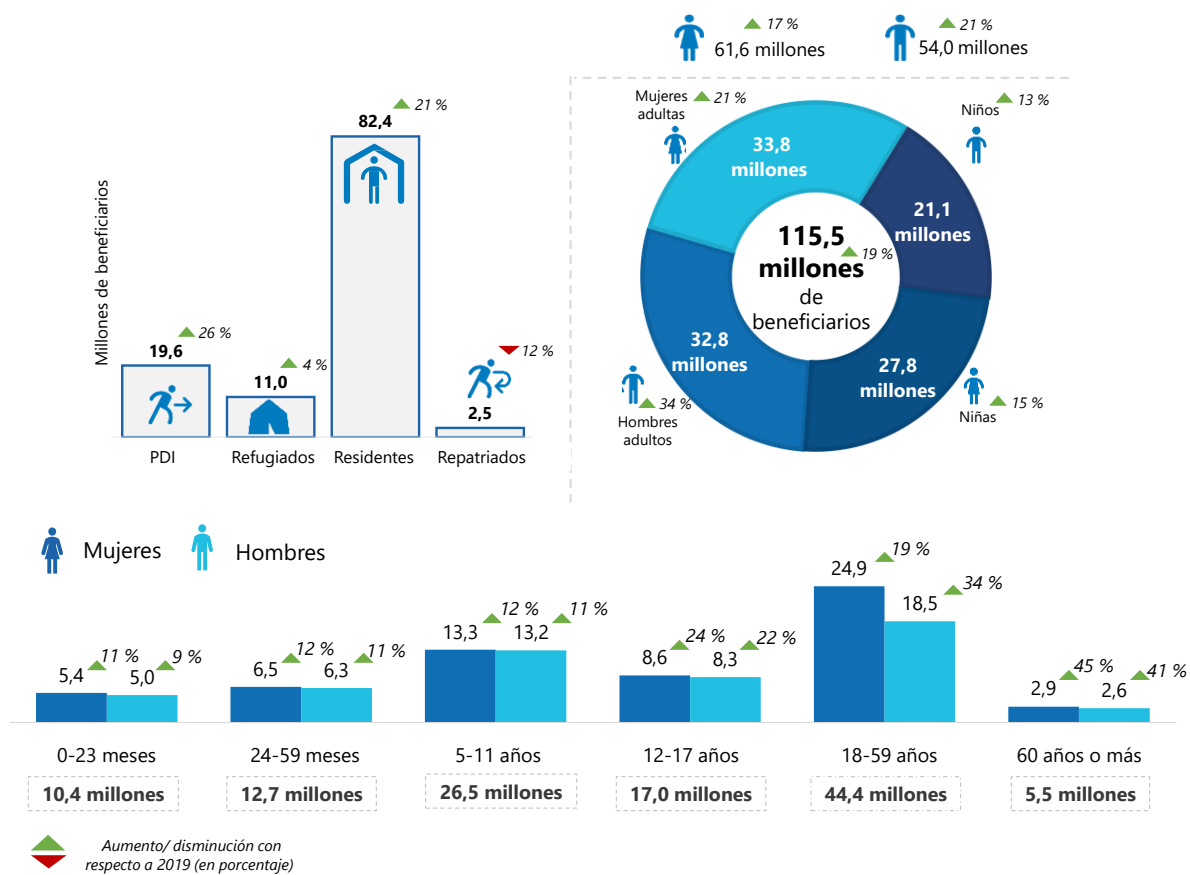 17 %
61,6 millones
21 %
54,0 millones
Millones de beneficiarios
26 %
19,6
4 %
11,0
21 %
82,4
12 %
2,5
PDI
Refugiados
Residentes
Repatriados
Mujeres
adultas
21 %
33,8
millones
Niños
13 %
21,1
millones
115,5
19 %
millones
de
beneficiarios
32,8
millones
34 %
Hombres
adultos
27,8
millones
15 %
Niñas
Mujeres
Hombres
5,4
11 %
5,0
9 %
6,5
12 %
6,3
11 %
13,3
12 %
13,2
11 %
8,6
24 %
8,3
22 %
24,9
19 %
18,5
34 %
2,9
45 %
2,6
41 %
0-23 meses
24-59 meses
5-11 años
12-17 años
18-59 años
60 años o más
10,4 millones
12,7 millones
26,5 millones
17,0 millones
44,4 millones
5,5 millones
Aumento/ disminución con
respecto a 2019 (en porcentaje)